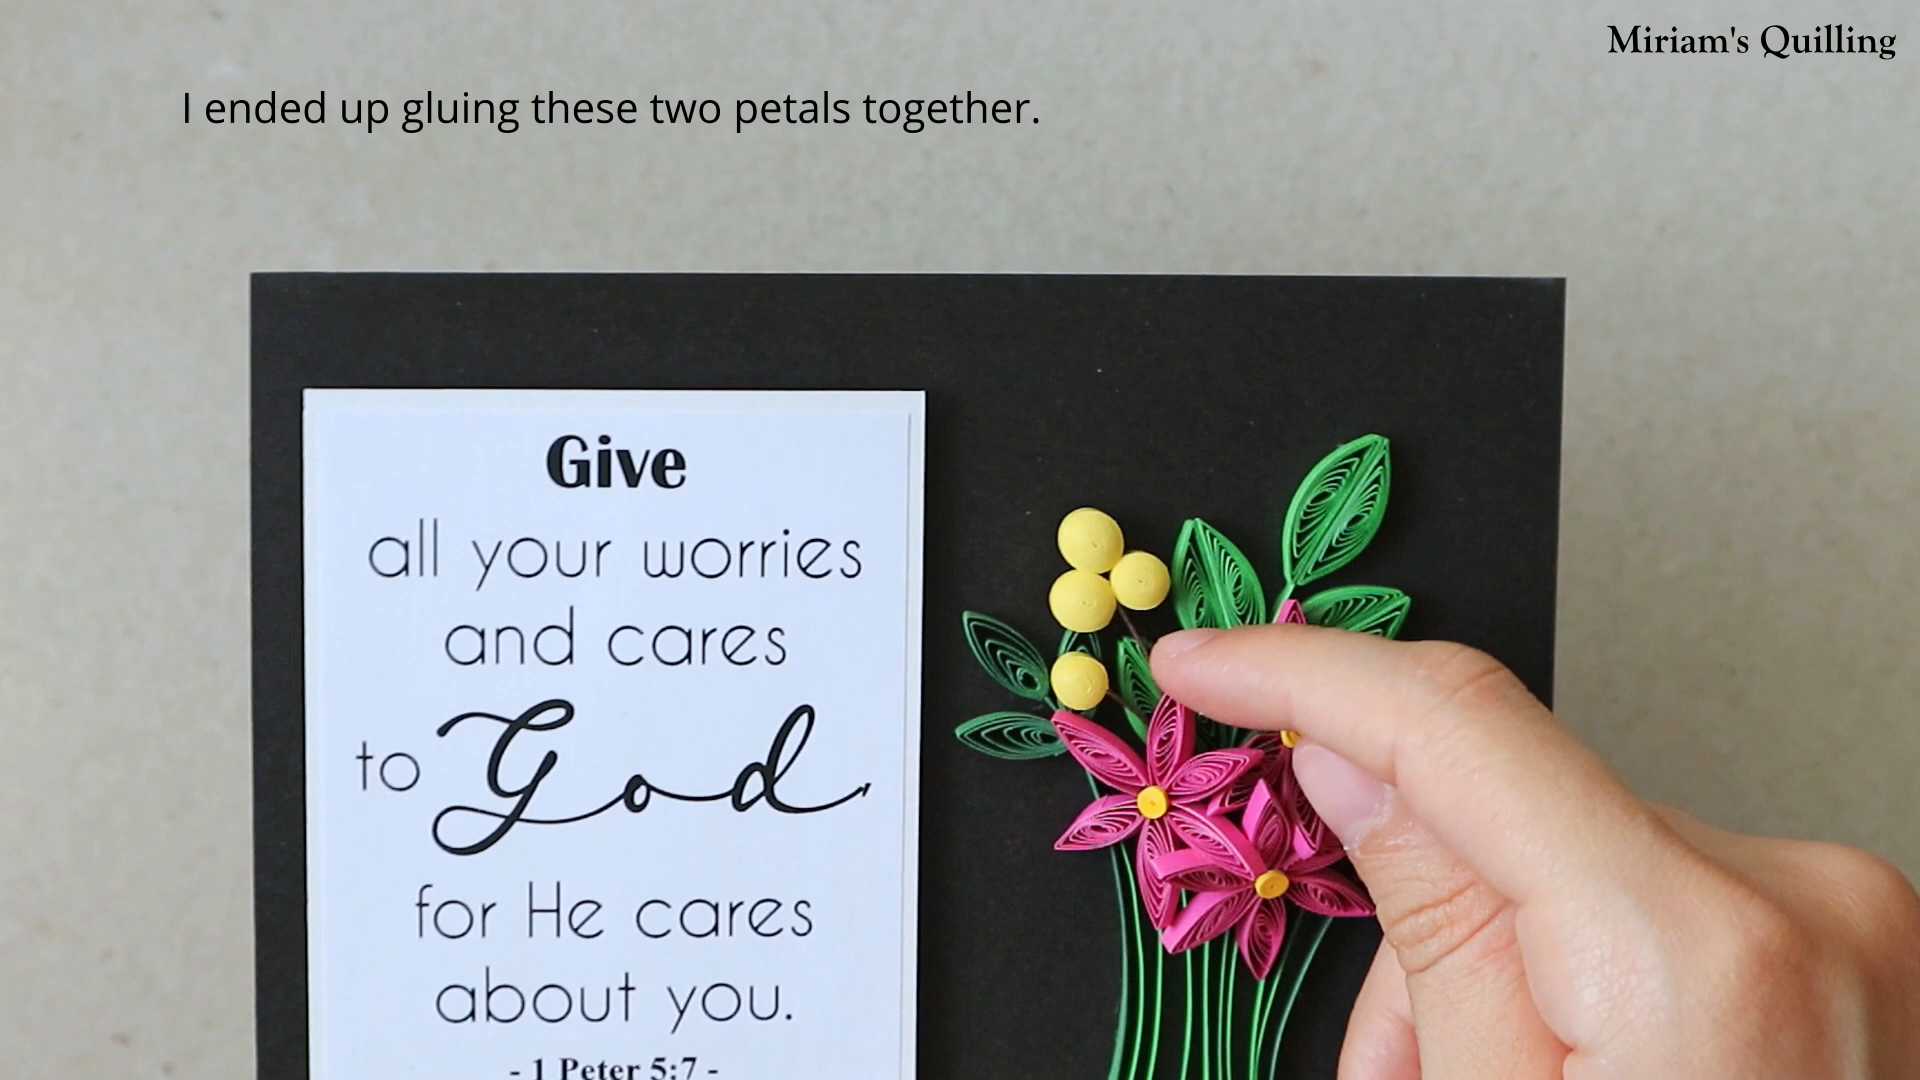 Miriam's Quilling
I ended up gluing these two petals together.
Give
all your worries
and cares
to God,
for He cares
about you.
- 1 Peter 5:7 -